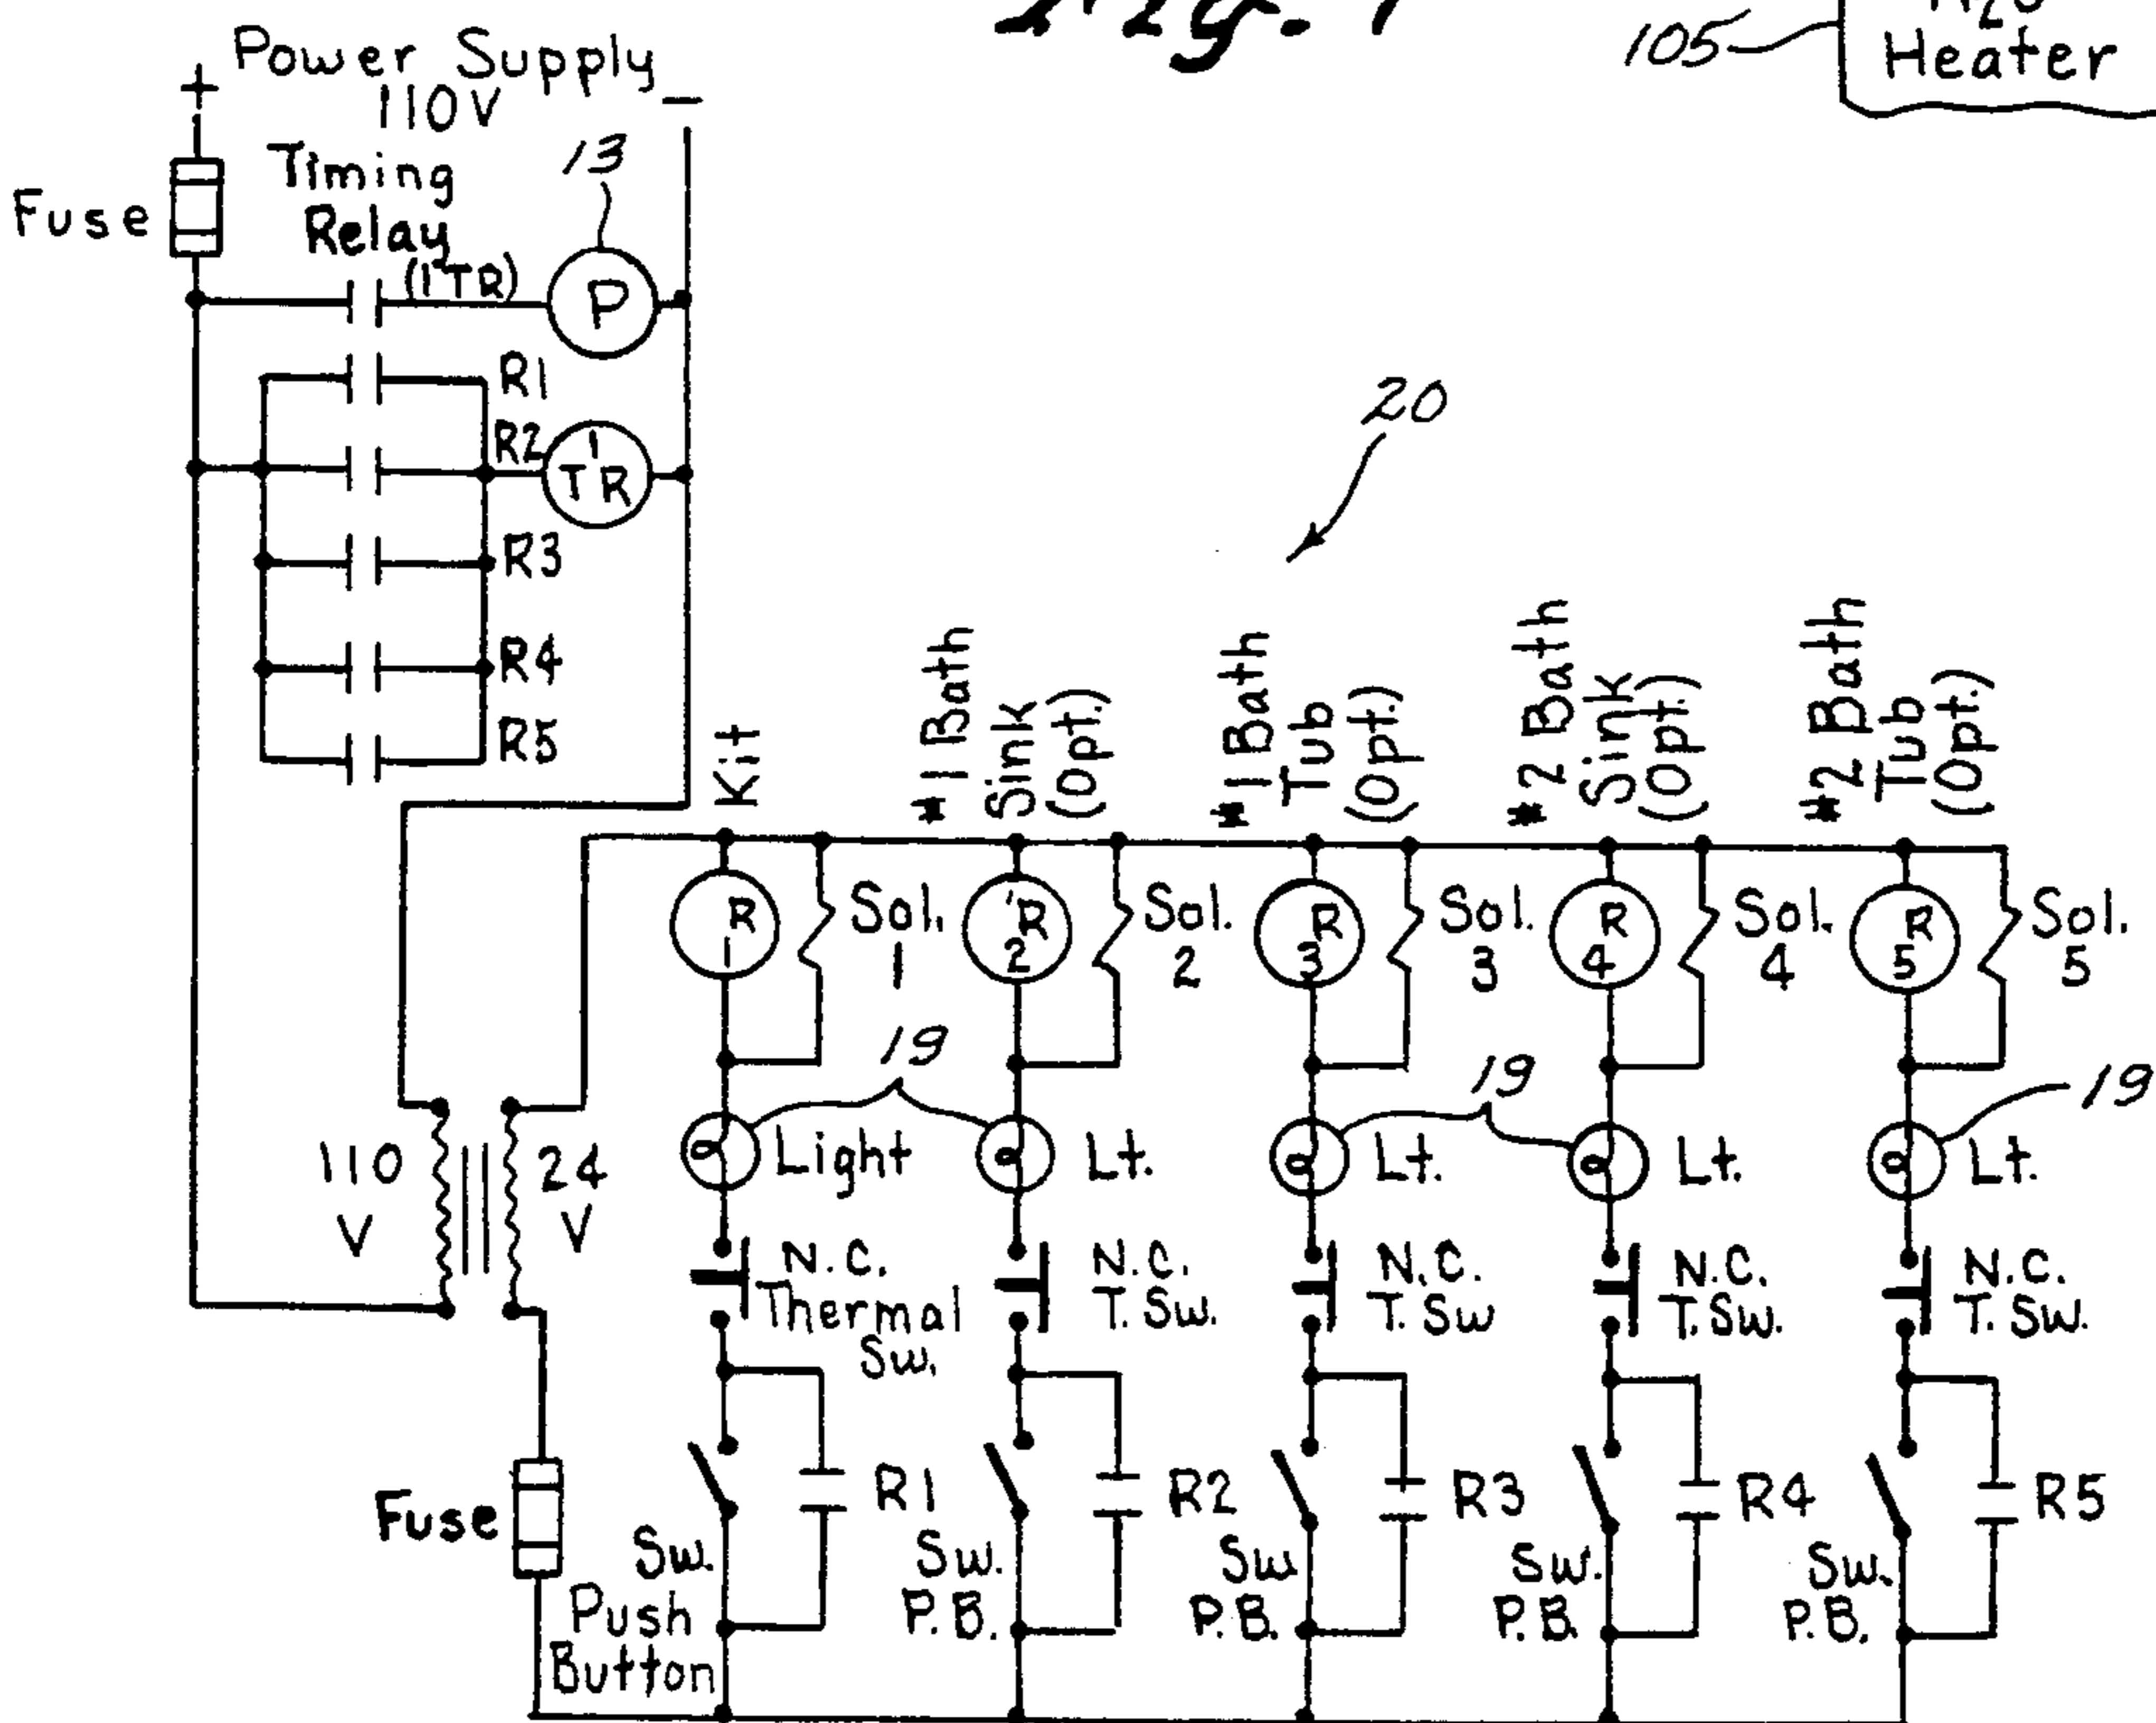 Fig. 1
105
Heater
+ Power Supply -
110V
Fuse
Timing
Relay
(1TR)
13
P
R1
R2
1
TR
R3
R4
R5
20
Kit
#1 Bath
Sink
(Opt.)
#1 Bath
Tub
(Opt.)
#2 Bath
Sink
(Opt.)
#2 Bath
Tub
(Opt.)
R
1
Sol.
1
R
2
Sol.
2
R
3
Sol.
3
R
4
Sol.
4
R
5
Sol.
5
19
19
19
110
V
24
V
Light
Lt.
Lt.
Lt.
Lt.
N.C.
Thermal
Sw.
N.C.
T. Sw.
N.C.
T. Sw
N.C.
T. Sw.
N.C.
T. Sw.
Fuse
Sw.
Push
Button
R1
Sw.
P.B.
R2
Sw
P.B.
R3
Sw.
P.B.
R4
Sw.
P.B.
R5